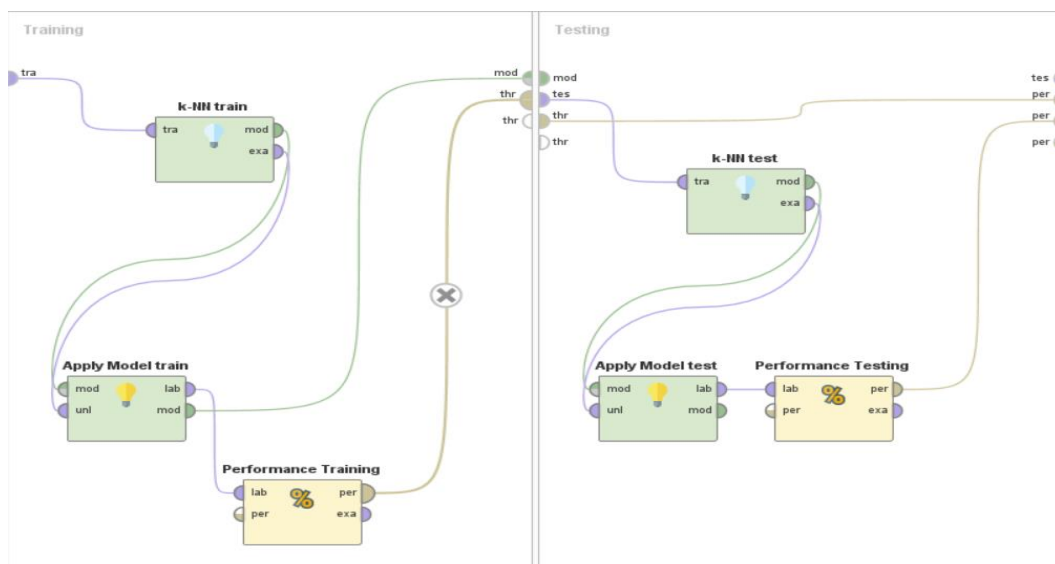 Training
tra
mod
thr
thr
k-NN train
tra mod
exa
Apply Model train
mod lab
unl mod
Performance Training
lab per
per exa
%
Testing
mod
tes
thr
thr
tes
per
per
per
k-NN test
tra mod
exa
Apply Model test
mod lab
unl mod
Performance Testing
lab per
per exa
%